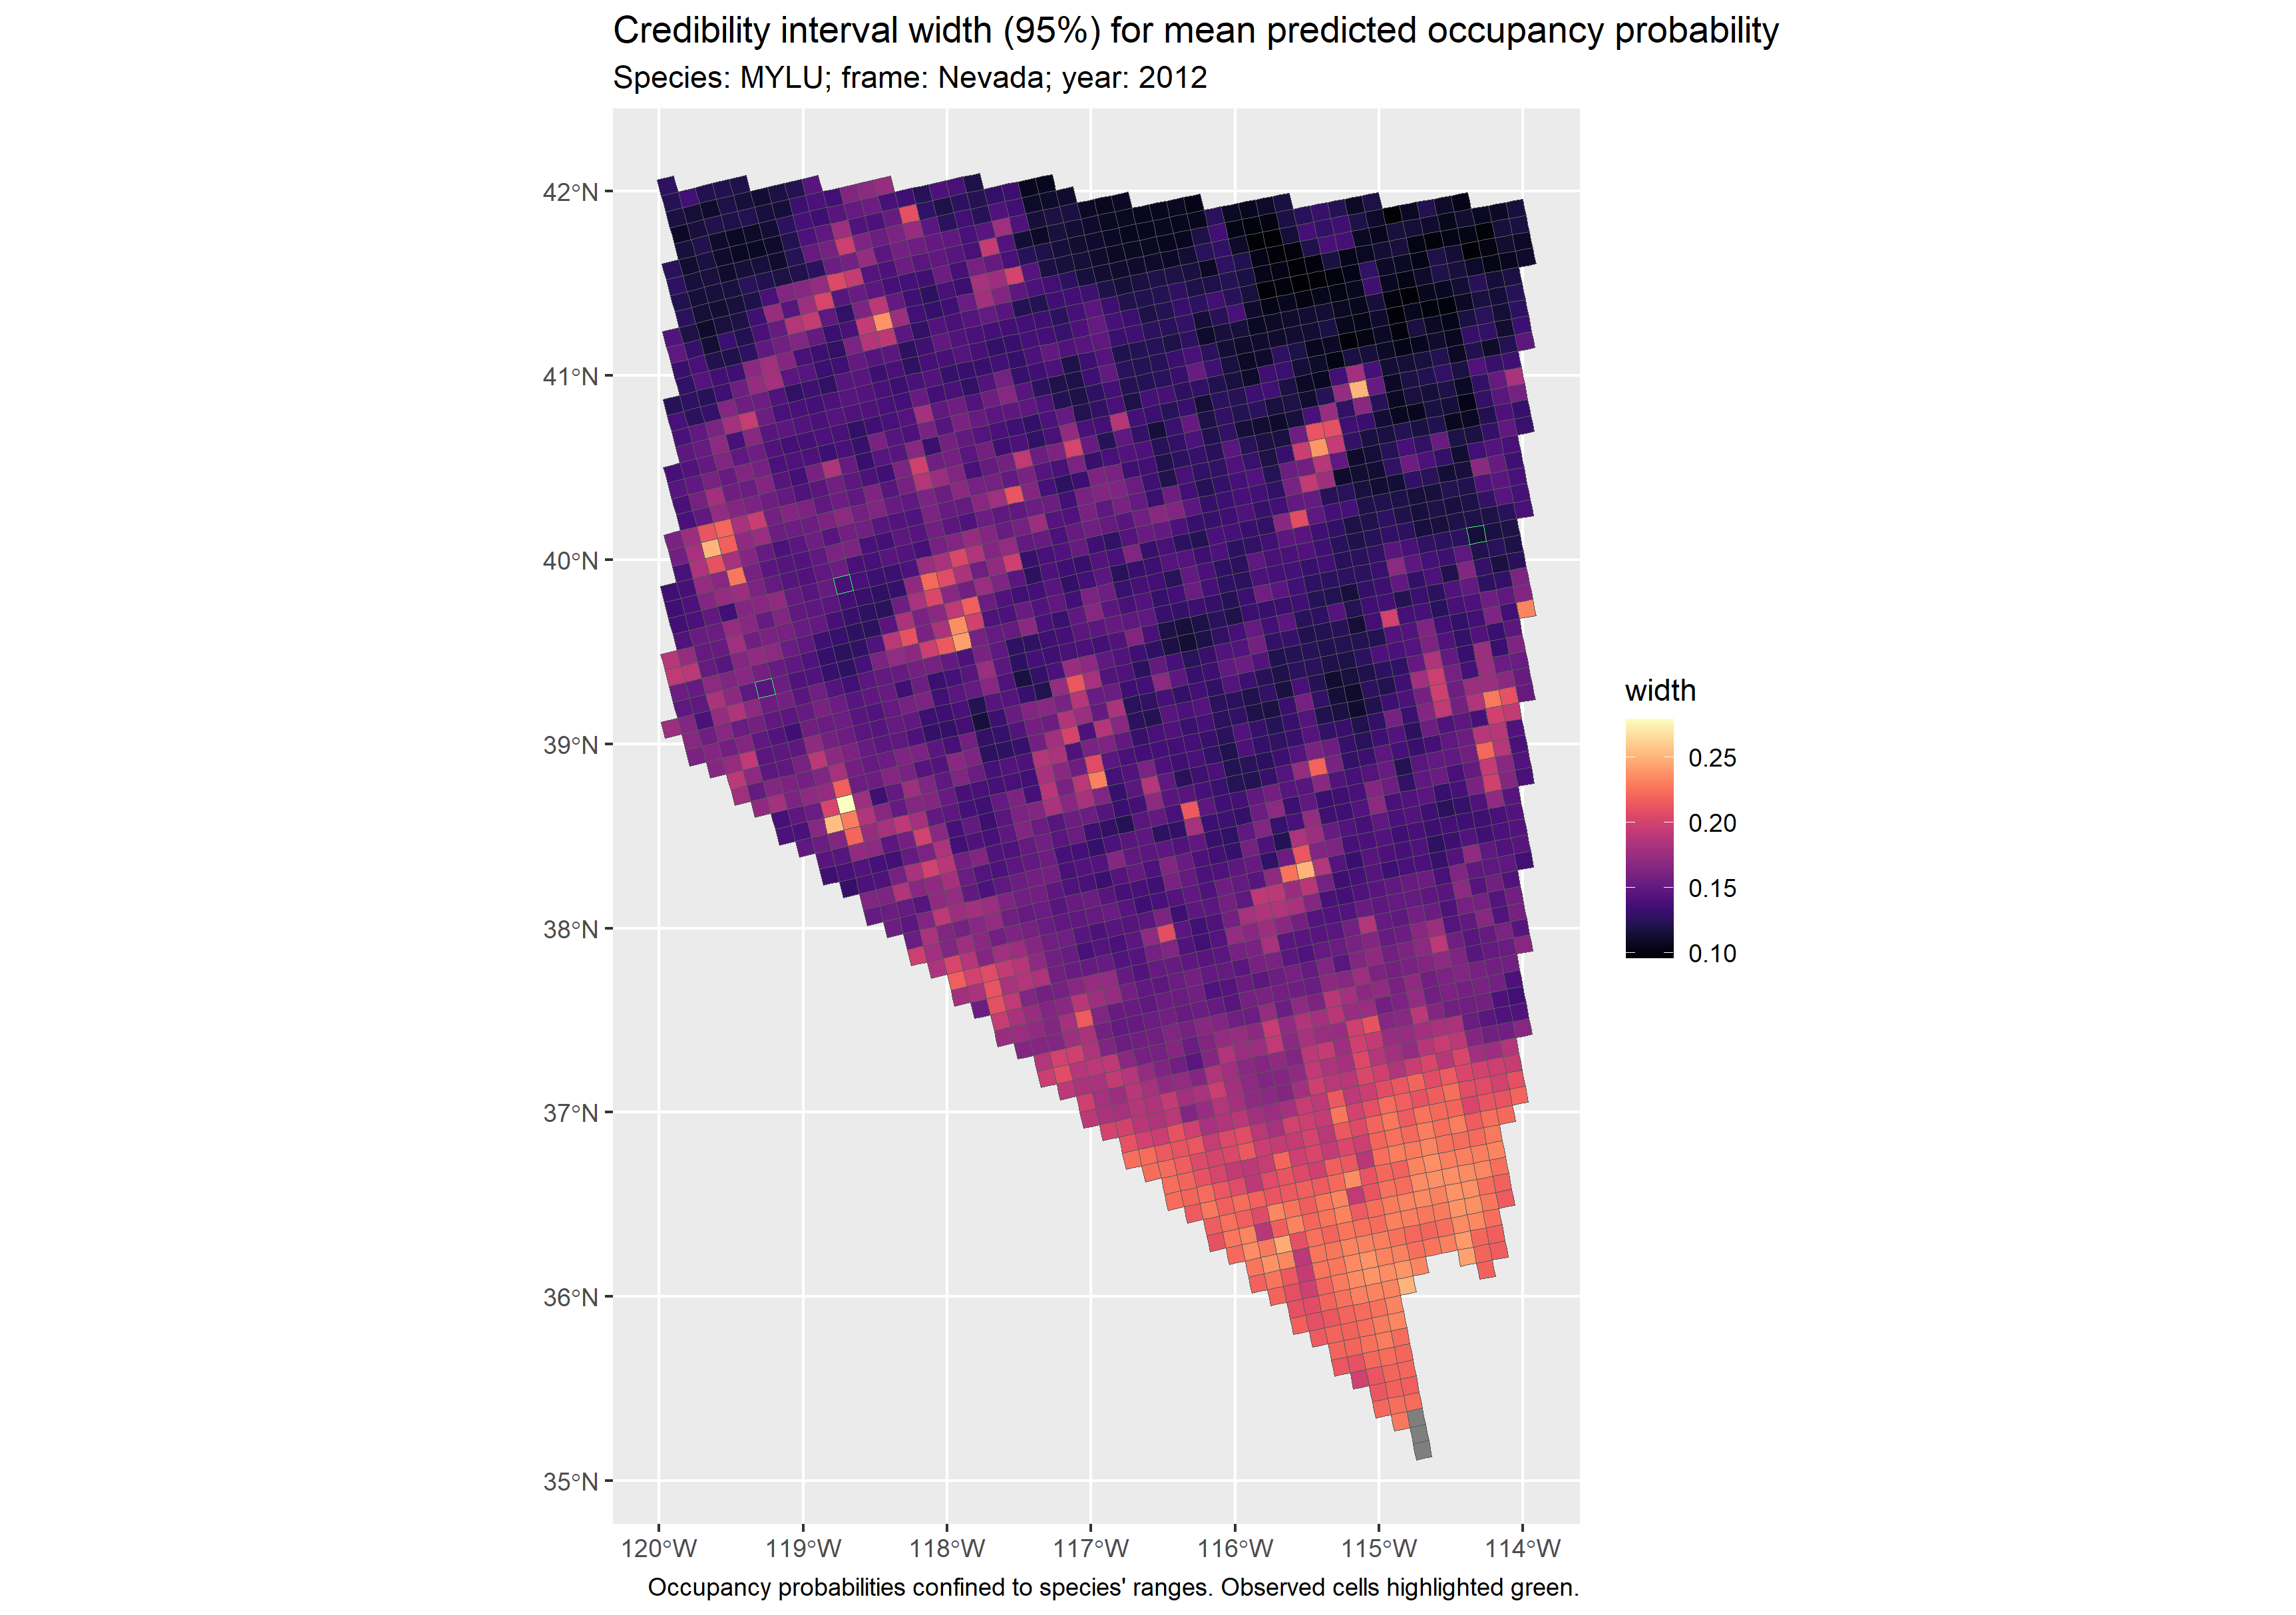 Credibility interval width (95%) for mean predicted occupancy probability
Species: MYLU; frame: Nevada; year: 2012
42°N
41°N
40°N
39°N
38°N
37°N
36°N
35°N
120°W 119°W 118°W 117°W 116°W 115°W 114°W
width
0.25
0.20
0.15
0.10
Occupancy probabilities confined to species' ranges. Observed cells highlighted green.